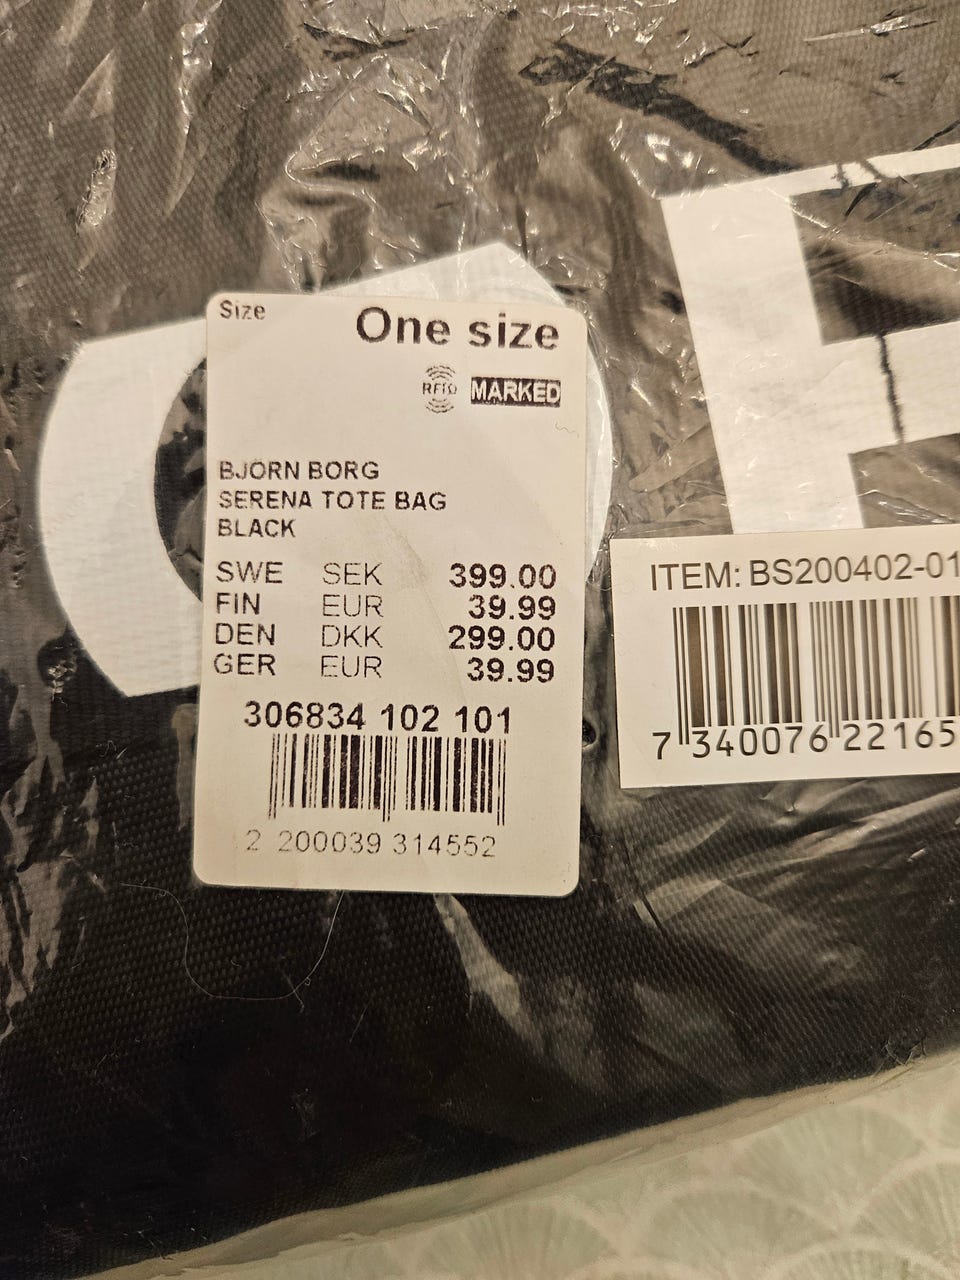 Size
One size
RFID MARKED
BJORN BORG
SERENA TOTE BAG
BLACK
SWE SEK 399.00
FIN EUR 39.99
DEN DKK 299.00
GER EUR 39.99
306834 102 101
2 200039 314552
ITEM: BS200402-01
7 340076 22165